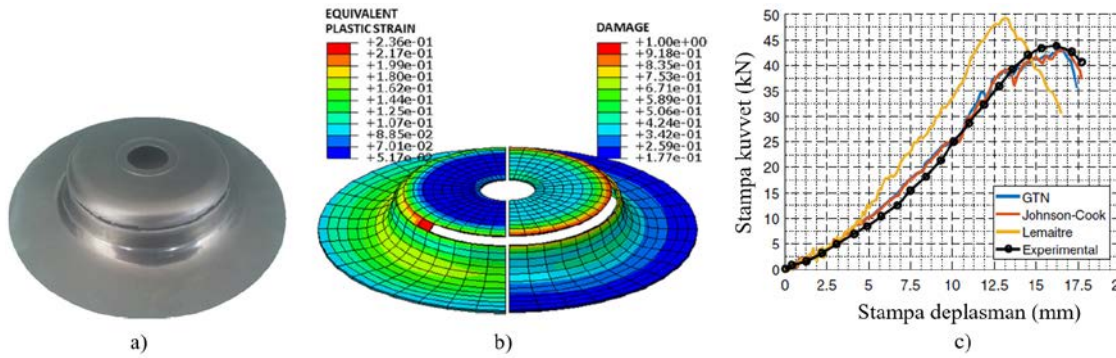 EQUIVALENT
PLASTIC STRAIN
+2.36e-01
+2.17e-01
+1.99e-01
+1.80e-01
+1.62e-01
+1.44e-01
+1.25e-01
+1.07e-01
+8.85e-02
+5.17e-02
DAMAGE
+1.00e+00
+9.18e-01
+8.35e-01
+7.53e-01
+6.71e-01
+5.89e-01
+5.06e-01
+4.24e-01
+3.42e-01
+2.59e-01
+1.77e-01
Stampa kuvvet (kN)
50
45
40
35
30
25
20
15
10
5
0
GTN
Johnson-Cook
Lemaitre
Experimental
0 2.5 5 7.5 10 12.5 15 17.5
Stampa deplasman (mm)
a)
b)
c)